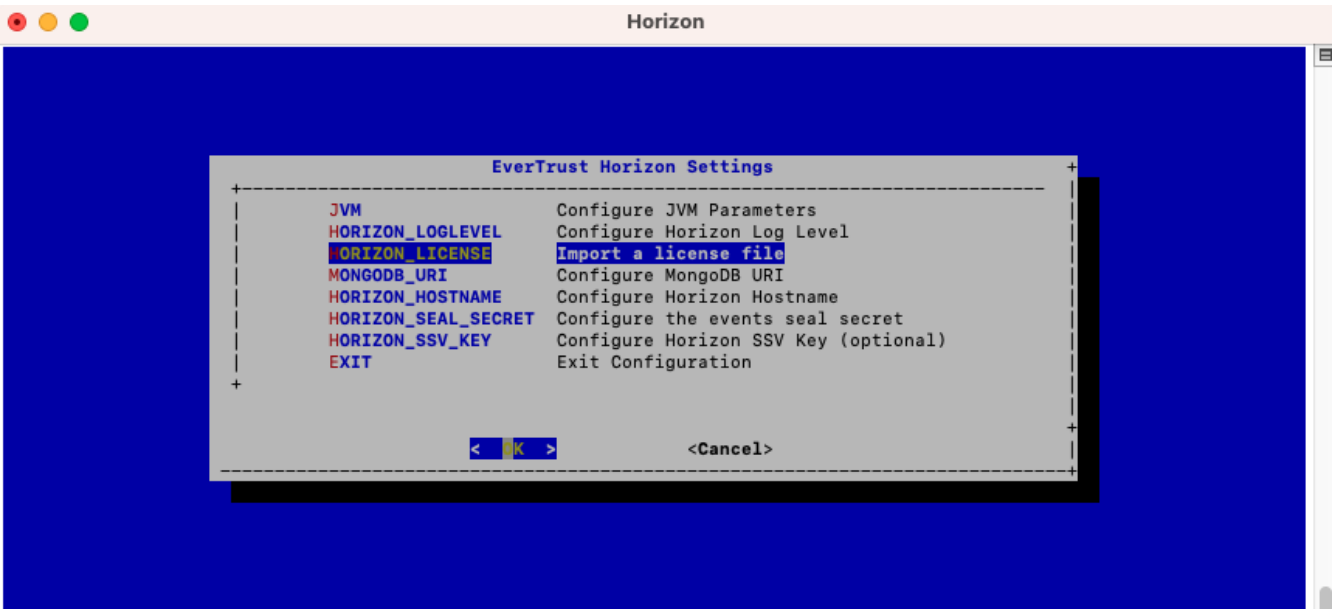 Horizon
EverTrust Horizon Settings
JVM Configure JVM Parameters
HORIZON_LOGLEVEL Configure Horizon Log Level
HORIZON_LICENSE Import a license file
MONGODB_URI Configure MongoDB URI
HORIZON_HOSTNAME Configure Horizon Hostname
HORIZON_SEAL_SECRET Configure the events seal secret
HORIZON_SSV_KEY Configure Horizon SSV Key (optional)
EXIT Exit Configuration
< OK > <Cancel>